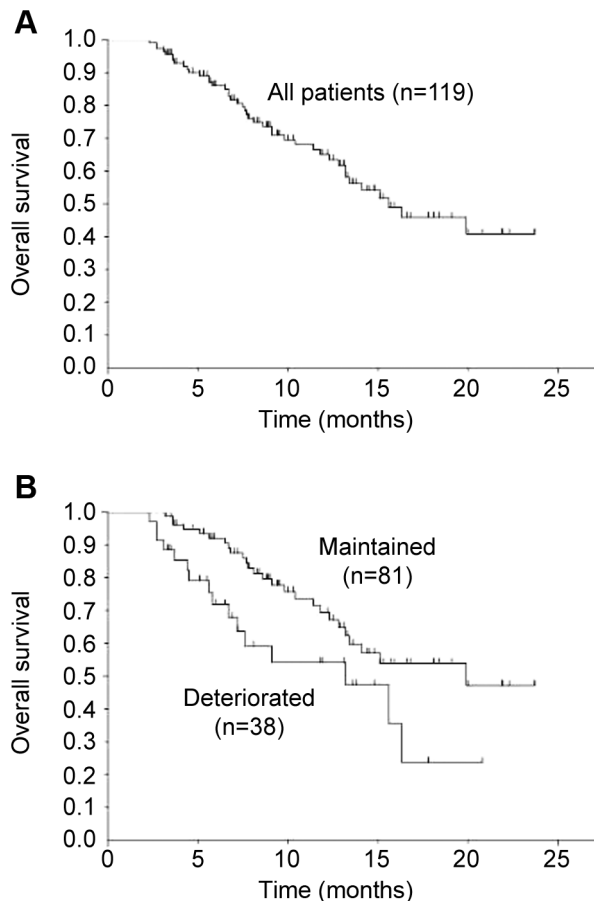 A
1.0
0.9
0.8
0.7
0.6
0.5
0.4
0.3
0.2
0.1
0.0
Overall survival
All patients (n=119)
0 5 10 15 20 25
Time (months)
B
1.0
0.9
0.8
0.7
0.6
0.5
0.4
0.3
0.2
0.1
0.0
Overall survival
Maintained
(n=81)
Deteriorated
(n=38)
0 5 10 15 20 25
Time (months)